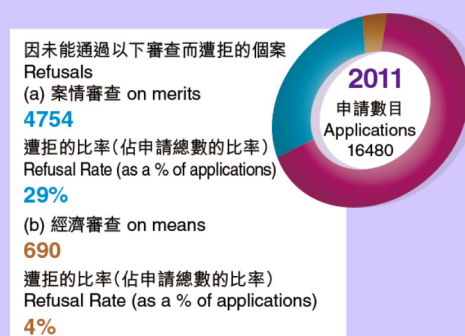 因未能通過以下審查而遭拒的個案
Refusals
(a) 案情審查 on merits
4754
遭拒的比率（佔申請總數的比率）
Refusal Rate (as a % of applications)
29%
(b) 經濟審查 on means
690
遭拒的比率（佔申請總數的比率）
Refusal Rate (as a % of applications)
4%
2011
申請數目
Applications
16480